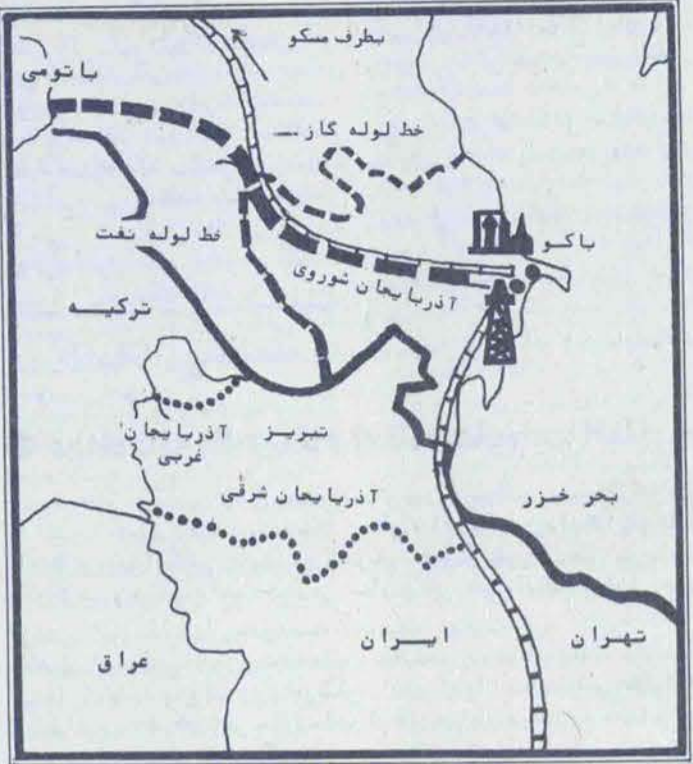 بطرف مسکو
باتومی
خط لوله گاز
باکو
خط لوله نفت
آذربایجان شوروی
ترکیه
تبریز
آذربایجان
غربی
آذربایجان شرقی
بحر خزر
تهران
ایران
عراق